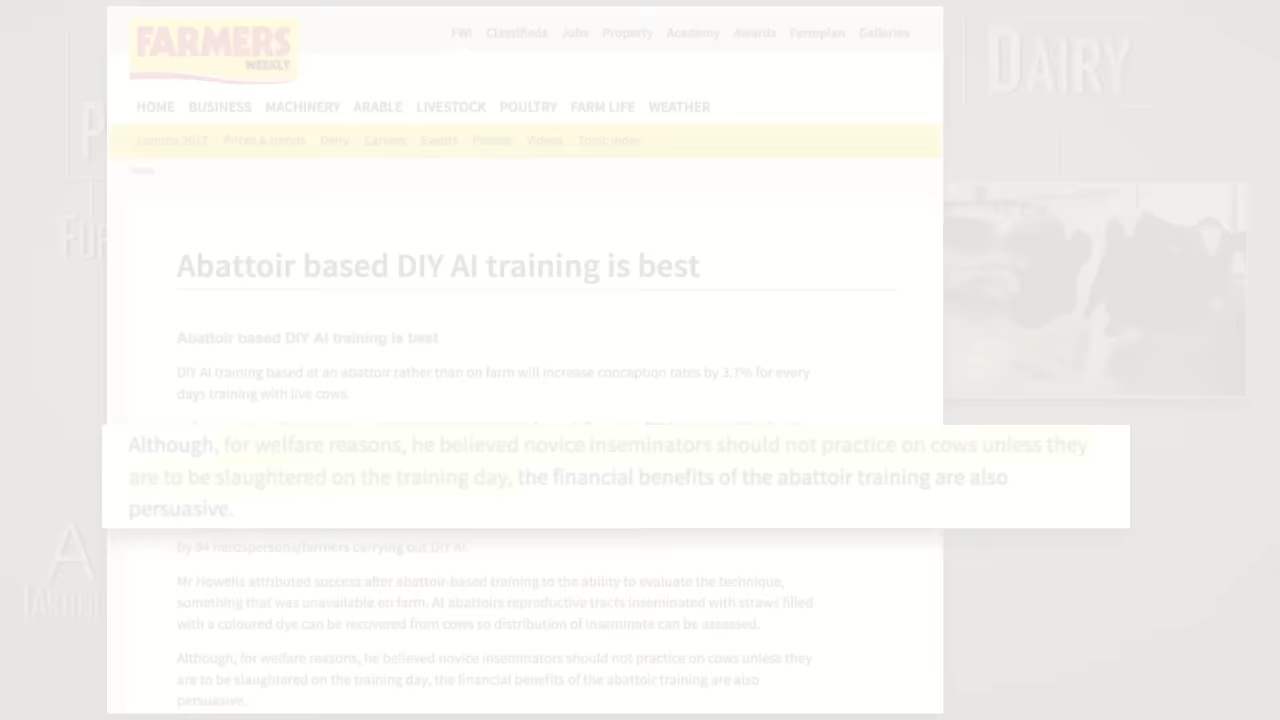 FARMERS
WEEKLY
FWi Classifieds Jobs Property Academy Awards Farmplan Galleries
DAIRY
HOME BUSINESS MACHINERY ARABLE LIVESTOCK POULTRY FARM LIFE WEATHER
Prices & trends Dairy Careers Events Videos Topic index
News
Abattoir based DIY AI training is best
Abattoir based DIY AI training is best
DIY AI training based at an abattoir rather than on farm will increase conception rates by 3.7% for every
days training with live cows.
Although, for welfare reasons, he believed novice inseminators should not practice on cows unless they
are to be slaughtered on the training day, the financial benefits of the abattoir training are also
persuasive.
by 94 herdspersons/farmers carrying out DIY AI.
Mr Howells attributed success after abattoir-based training to the ability to evaluate the technique,
something that was unavailable on farm. At abattoirs reproductive tracts inseminated with straws filled
with a coloured dye can be recovered from cows so distribution of inseminate can be assessed.
Although, for welfare reasons, he believed novice inseminators should not practice on cows unless they
are to be slaughtered on the training day, the financial benefits of the abattoir training are also
persuasive.